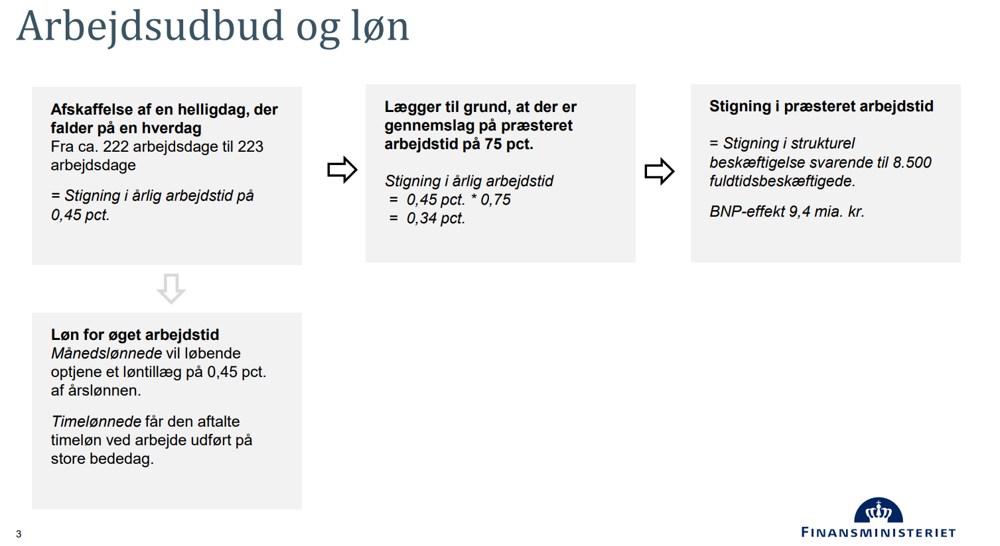 Arbejdsudbud og løn
Afskaffelse af en helligdag, der
falder på en hverdag
Fra ca. 222 arbejdsdage til 223
arbejdsdage
= Stigning i årlig arbejdstid på
0,45 pct.
Lægger til grund, at der er
gennemslag på præsteret
arbejdstid på 75 pct.
Stigning i årlig arbejdstid
= 0,45 pct. * 0,75
= 0,34 pct.
Stigning i præsteret arbejdstid
= Stigning i strukturel
beskæftigelse svarende til 8.500
fuldtidsbeskæftigede.
BNP-effekt 9,4 mia. kr.
Løn for øget arbejdstid
Månedslønnede vil løbende
optjene et løntillæg på 0,45 pct.
af årslønnen.
Timelønnede får den aftalte
timeløn ved arbejde udført på
store bededag.
3
FINANSMINISTERIET